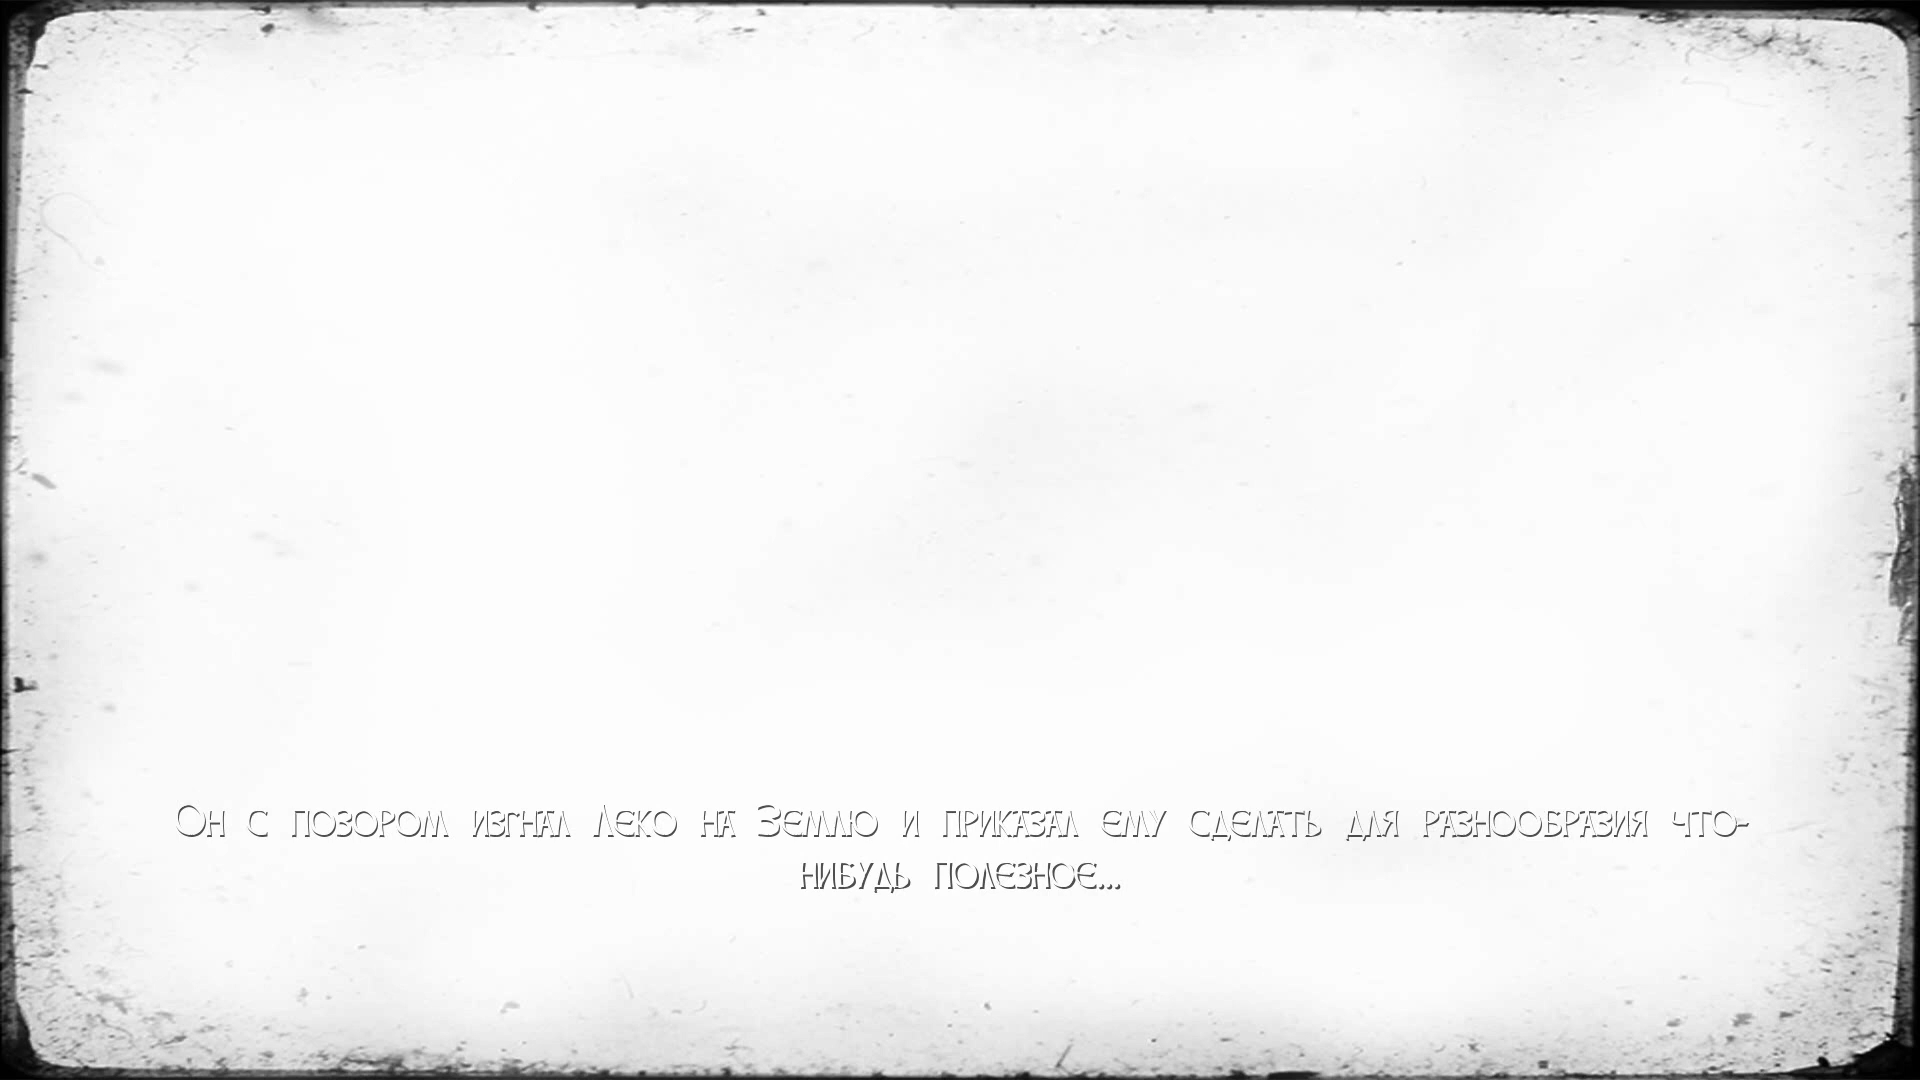 Он с позором изгнал Леко на Землю и приказал ему сделать для разнообразия что-
нибудь полезное...